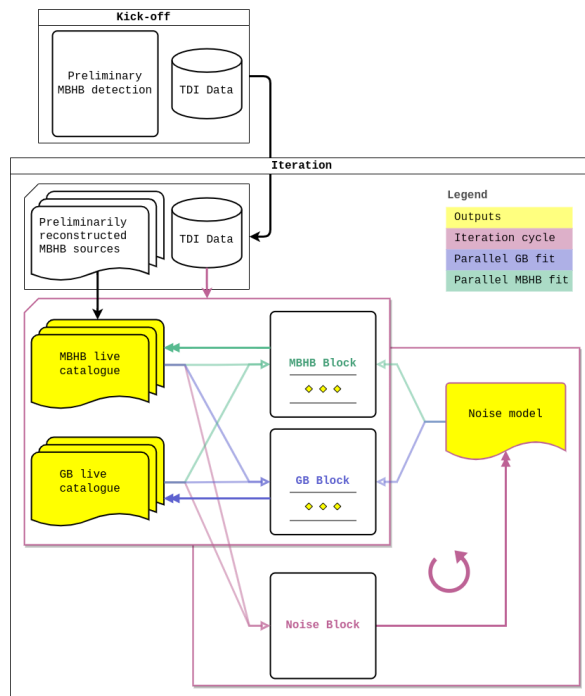 Kick-off
Preliminary
MBHB detection
TDI Data
Iteration
Preliminarily
reconstructed
MBHB sources
TDI Data
Legend
Outputs
Iteration cycle
Parallel GB fit
Parallel MBHB fit
MBHB live
catalogue
MBHB Block
Noise model
GB live
catalogue
GB Block
Noise Block